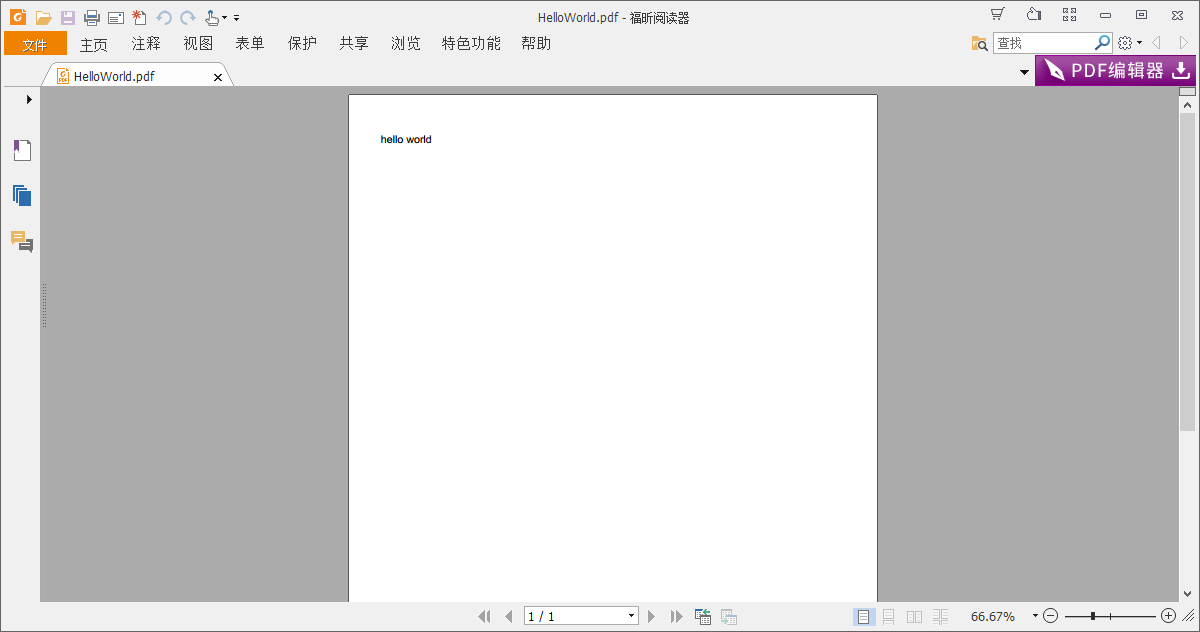 HelloWorld.pdf - 福昕阅读器
文件 主页 注释 视图 表单 保护 共享 浏览 特色功能 帮助 查找
HelloWorld.pdf
PDF编辑器
hello world
1 / 1
66.67%